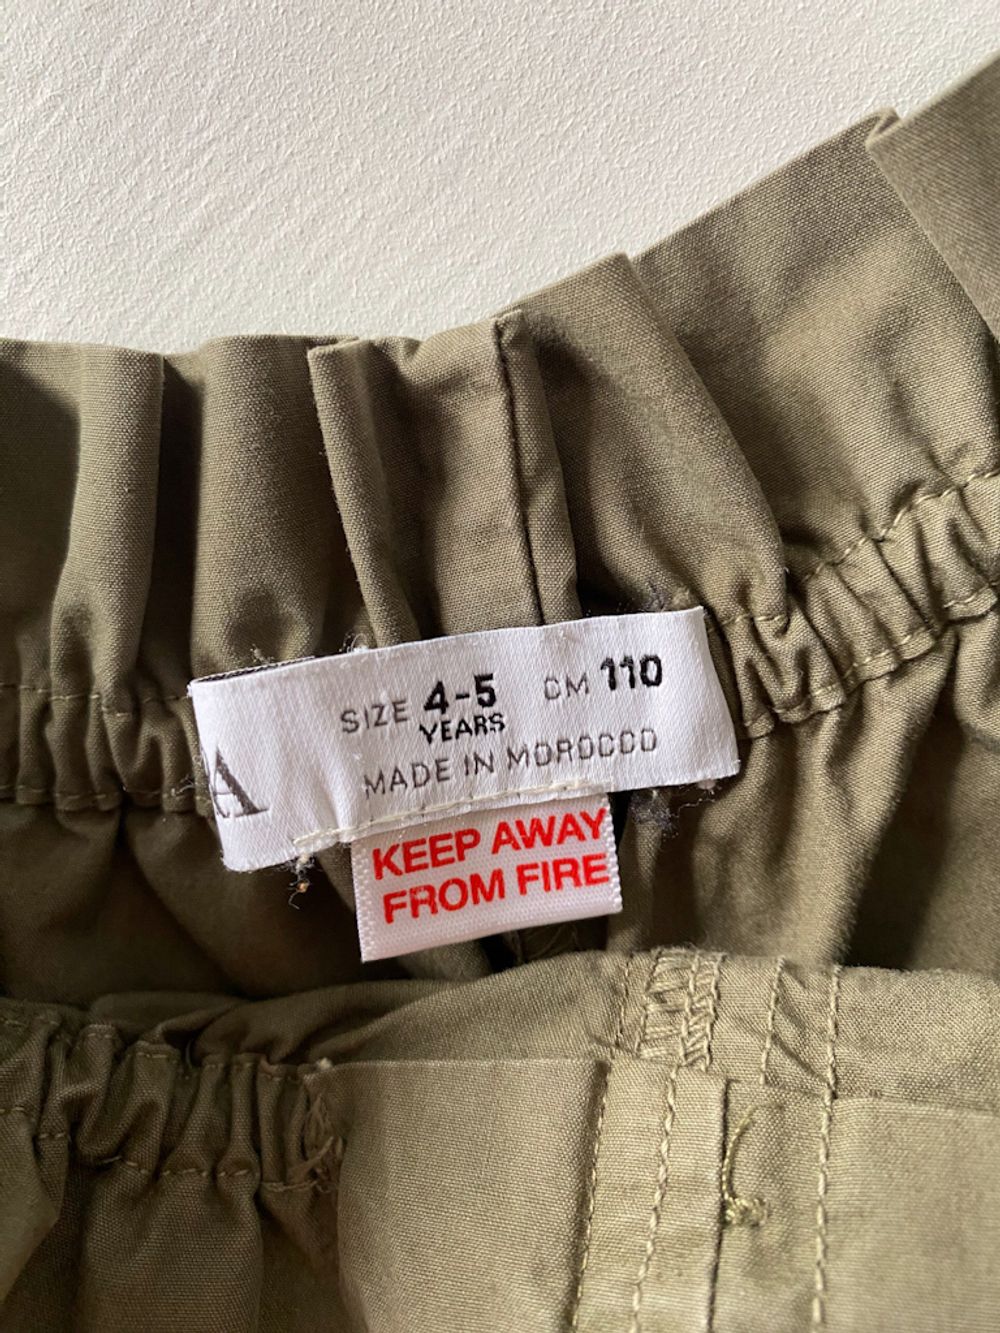 SIZE 4-5 CM 110
YEARS
MADE IN MOROCCO
A
KEEP AWAY
FROM FIRE